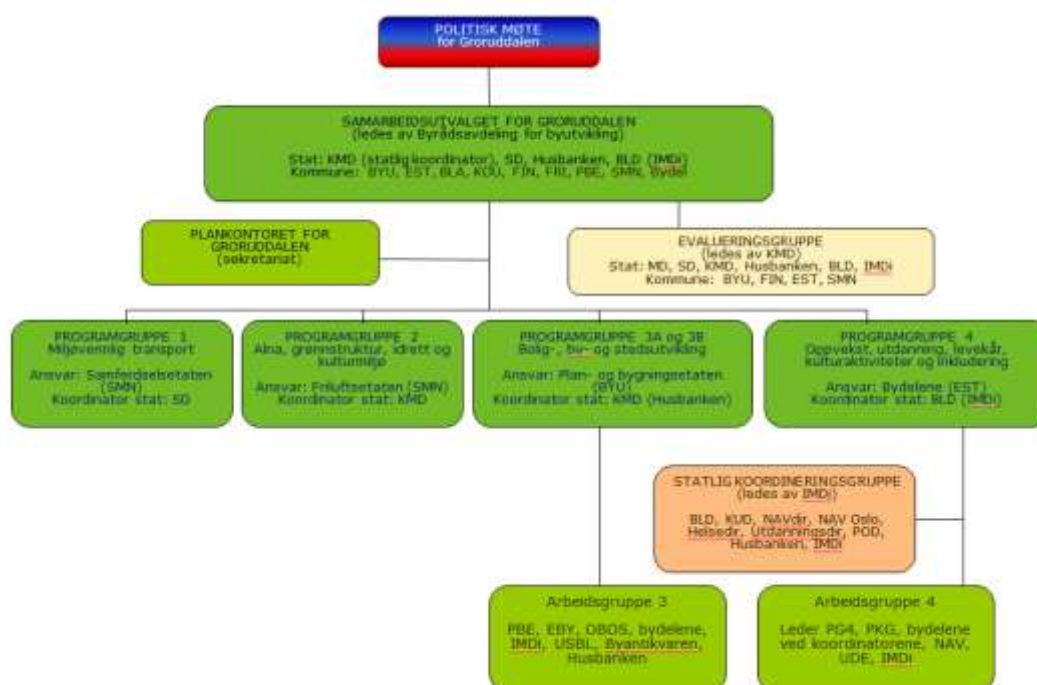 POLITISK MØTE
for Groruddalen
SAMARBEIDSUTVALGET FOR GRORUDDALEN
(ledes av Byrådsavdeling for byutvikling)
Stat: KMD (statlig koordinator), SD, Husbanken, BLD (IMDi)
Kommune: BYU, EST, BLA, KOU, FIN, FRI, PBE, SMN, Bydel
PLANKONTORET FOR
GRORUDDALEN
(sekretariat)
EVALUERINGSGRUPPE
(ledes av KMD)
Stat: MD, SD, KMD, Husbanken, BLD, IMDi
Kommune: BYU, FIN, EST, SMN
PROGRAMGRUPPE 1
Miljøvennlig transport
Ansvar: Samferdselsetaten
(SMN)
Koordinator stat: SD
PROGRAMGRUPPE 2
Alna, grønnstruktur, idrett og
kulturmiljø
Ansvar: Friluftsetaten (SMN)
Koordinator stat: KMD
PROGRAMGRUPPE 3A og 3B
Bolig-, by- og stedsutvikling
Ansvar: Plan- og bygningsetaten
(BYU)
Koordinator stat: KMD (Husbanken)
PROGRAMGRUPPE 4
Oppvekst, utdanning, levekår,
kulturaktiviteter og inkludering
Ansvar: Bydelene (EST)
Koordinator stat: BLD (IMDi)
STATLIG KOORDINERINGSGRUPPE
(ledes av IMDi)
BLD, KUD, NAVdir, NAV Oslo,
Helsedir, Utdanningsdir, POD,
Husbanken, IMDi
Arbeidsgruppe 3
PBE, EBY, OBOS, bydelene,
IMDi, USBL, Byantikvaren,
Husbanken
Arbeidsgruppe 4
Leder PG4, PKG, bydelene
ved koordinatorene, NAV,
UDE, IMDi